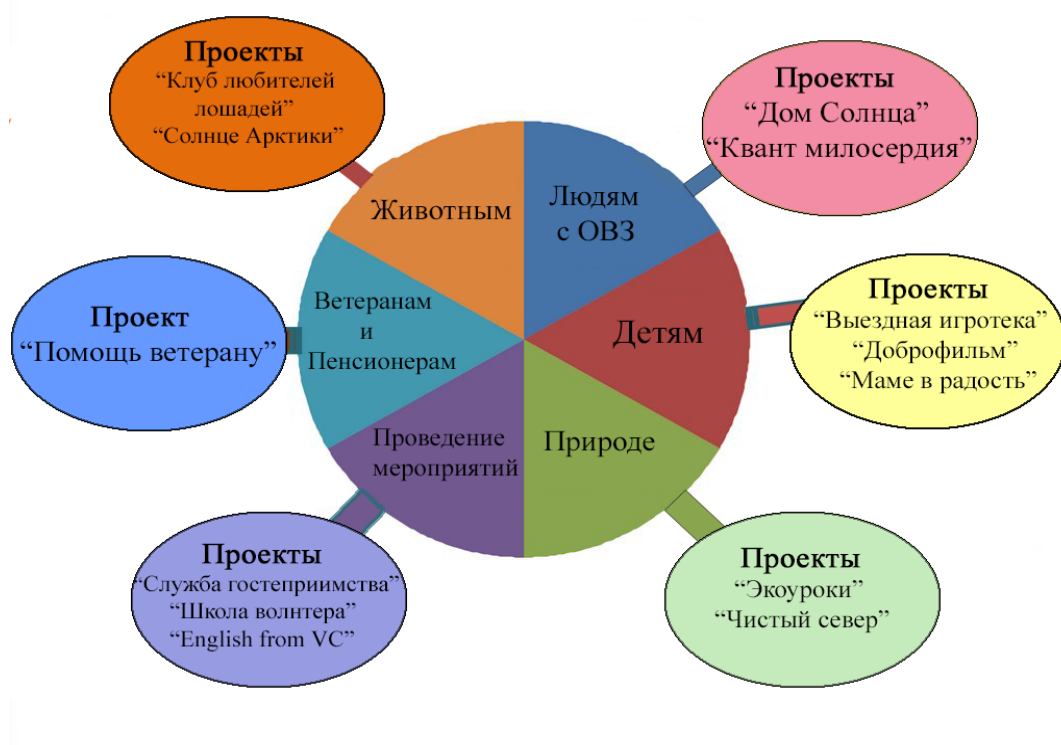 Проекты
“Клуб любителей
лошадей”
“Солнце Арктики”
Проекты
“Дом Солнца”
“Квант милосердия”
Животным
Людям
с ОВЗ
Проект
“Помощь ветерану”
Ветеранам
и
Пенсионерам
Детям
Проекты
“Выездная игротека”
“Доброфильм”
“Маме в радость”
Проведение
мероприятий
Природе
Проекты
“Служба гостеприимства”
“Школа волнтера”
“English from VC”
Проекты
“Экоуроки”
“Чистый север”